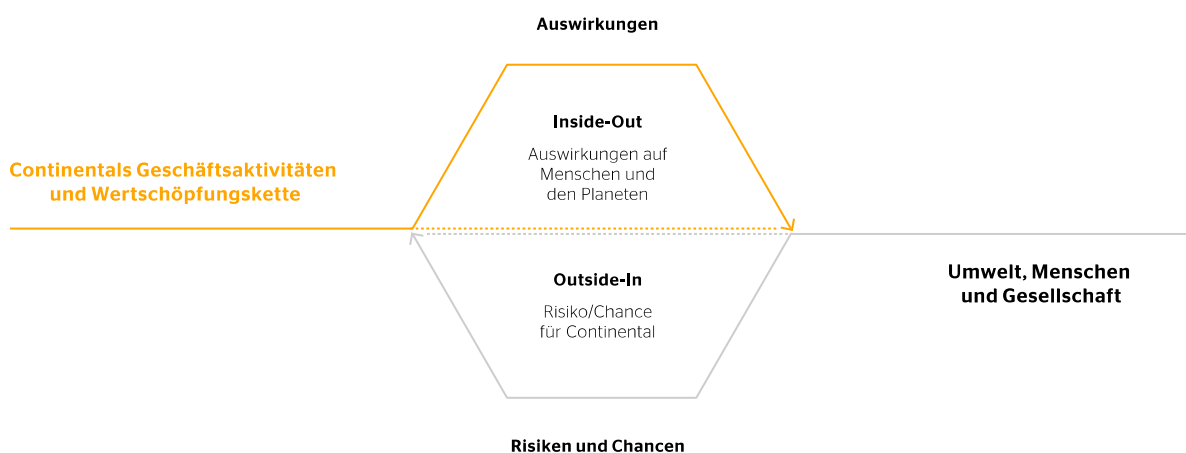 Auswirkungen
Inside-Out
Auswirkungen auf
Menschen und
den Planeten
Continentals Geschäftsaktivitäten
und Wertschöpfungskette
Outside-In
Risiko/Chance
für Continental
Umwelt, Menschen
und Gesellschaft
Risiken und Chancen